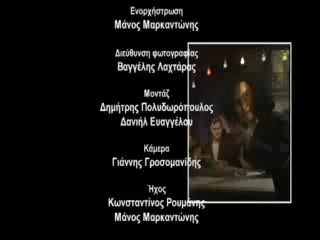 Ενορχήστρωση
Μάνος Μαρκαντώνης
Διεύθυνση φωτογραφίας
Βαγγέλης Λαχτάρας
Μοντάζ
Δημήτρης Πολυδωρόπουλος
Δανιήλ Ευαγγέλου
Κάμερα
Γιάννης Γροσομανίδης
Ήχος
Κωνσταντίνος Ρουμάνης
Μάνος Μαρκαντώνης